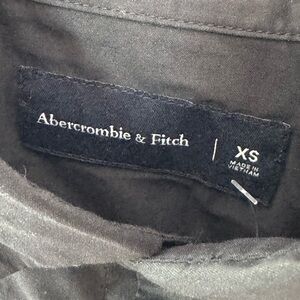 Abercrombie & Fitch
XS
MADE IN
VIETNAM